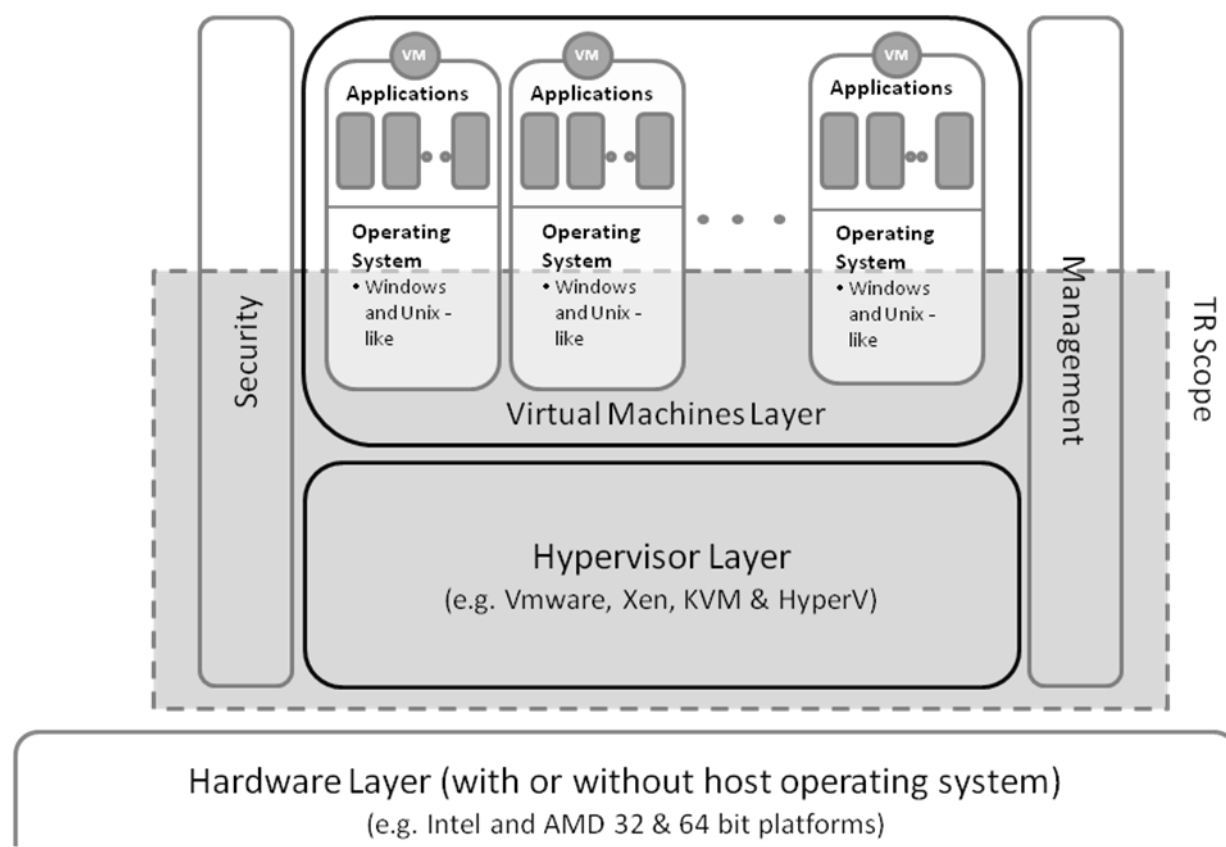 VM
Applications
Operating
System
• Windows
and Unix -
like
VM
Applications
Operating
System
• Windows
and Unix -
like
VM
Applications
Operating
System
• Windows
and Unix -
like
Security
Management
TR Scope
Virtual Machines Layer
Hypervisor Layer
(e.g. Vmware, Xen, KVM & HyperV)
Hardware Layer (with or without host operating system)
(e.g. Intel and AMD 32 & 64 bit platforms)